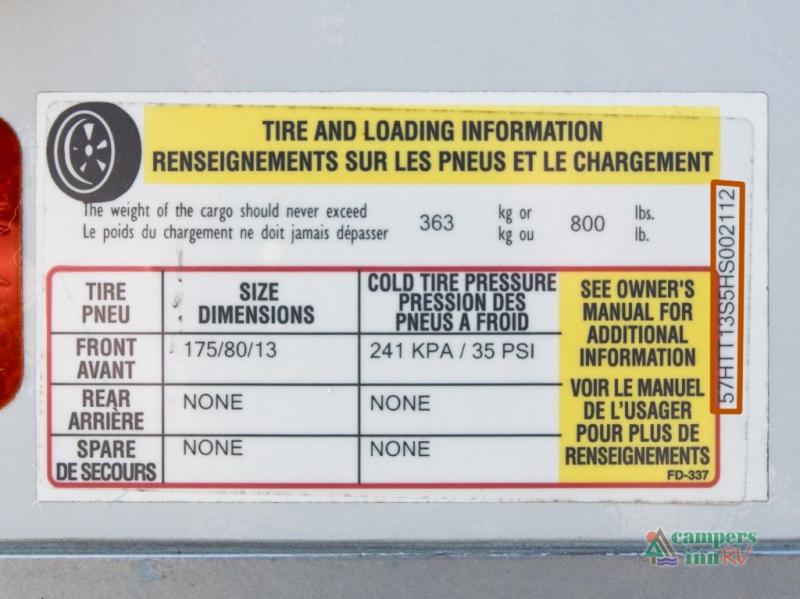 TIRE AND LOADING INFORMATION
RENSEIGNEMENTS SUR LES PNEUS ET LE CHARGEMENT
The weight of the cargo should never exceed 363 kg or 800 lbs.
Le poids du chargement ne doit jamais dépasser kg ou lb.
TIRE
PNEU
SIZE
DIMENSIONS
COLD TIRE PRESSURE
PRESSION DES
PNEUS A FROID
FRONT
AVANT
175/80/13
241 KPA / 35 PSI
REAR
ARRIÈRE
NONE
NONE
SPARE
DE SECOURS
NONE
NONE
SEE OWNER'S
MANUAL FOR
ADDITIONAL
INFORMATION
VOIR LE MANUEL
DE L'USAGER
POUR PLUS DE
RENSEIGNEMENTS
FD-337
57HTT13S5HS002112
campers
inn RV